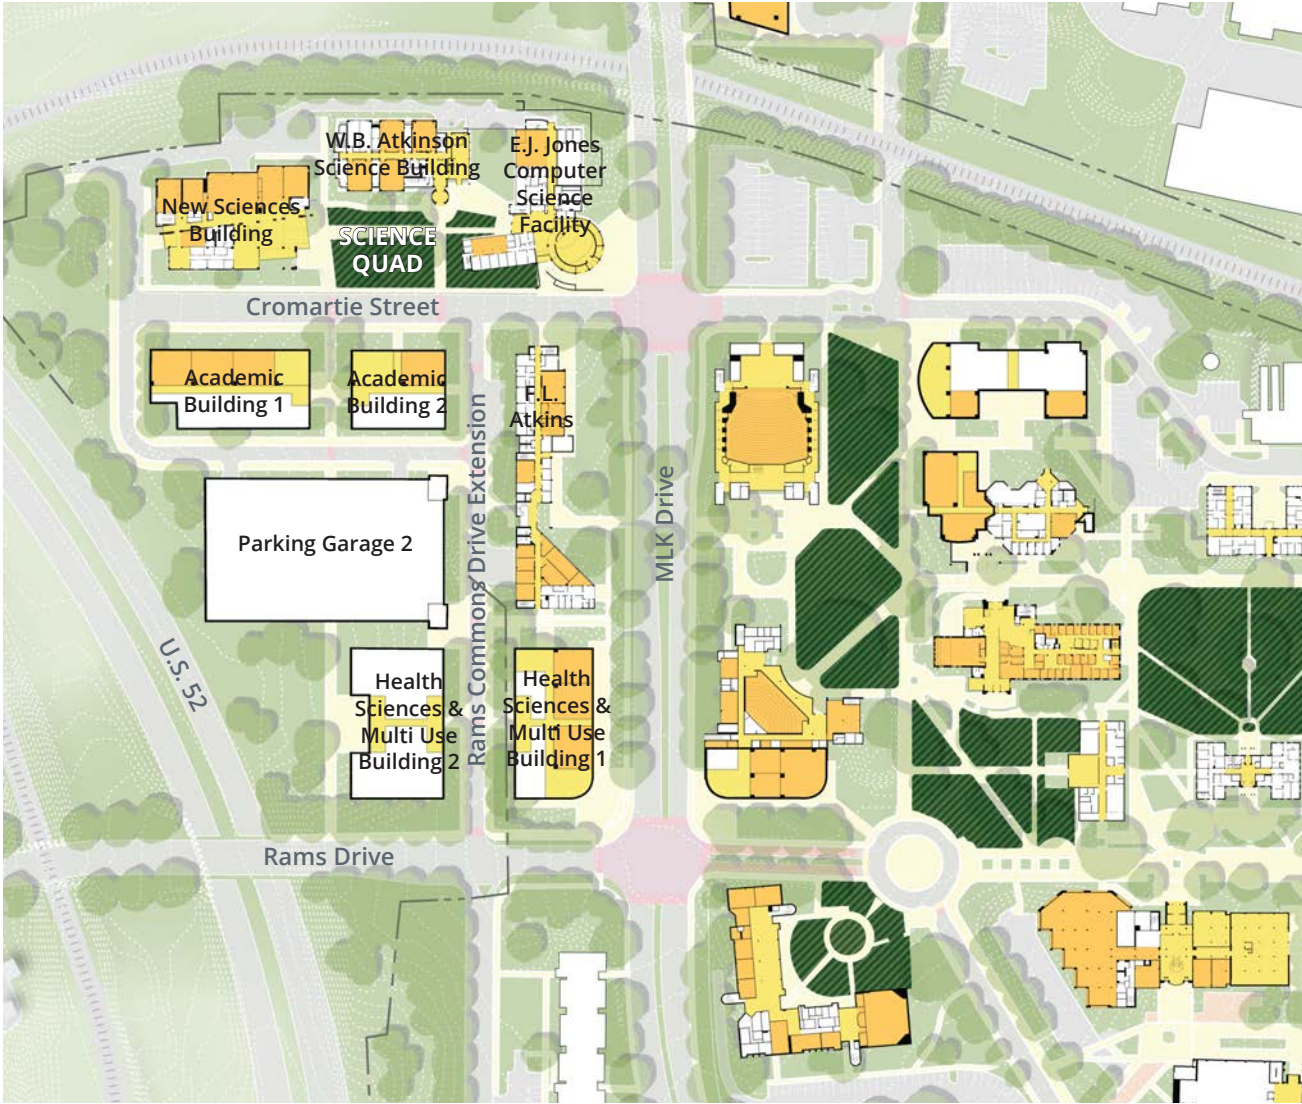 W.B. Atkinson
Science Building
E.J. Jones
Computer
Science
Facility
New Sciences
Building
SCIENCE
QUAD
Cromartie Street
Academic
Building 1
Academic
Building 2
F.L.
Atkins
Rams Commons Drive Extension
MLK Drive
Parking Garage 2
U.S. 52
Health
Sciences &
Multi Use
Building 2
Health
Sciences &
Multi Use
Building 1
Rams Drive